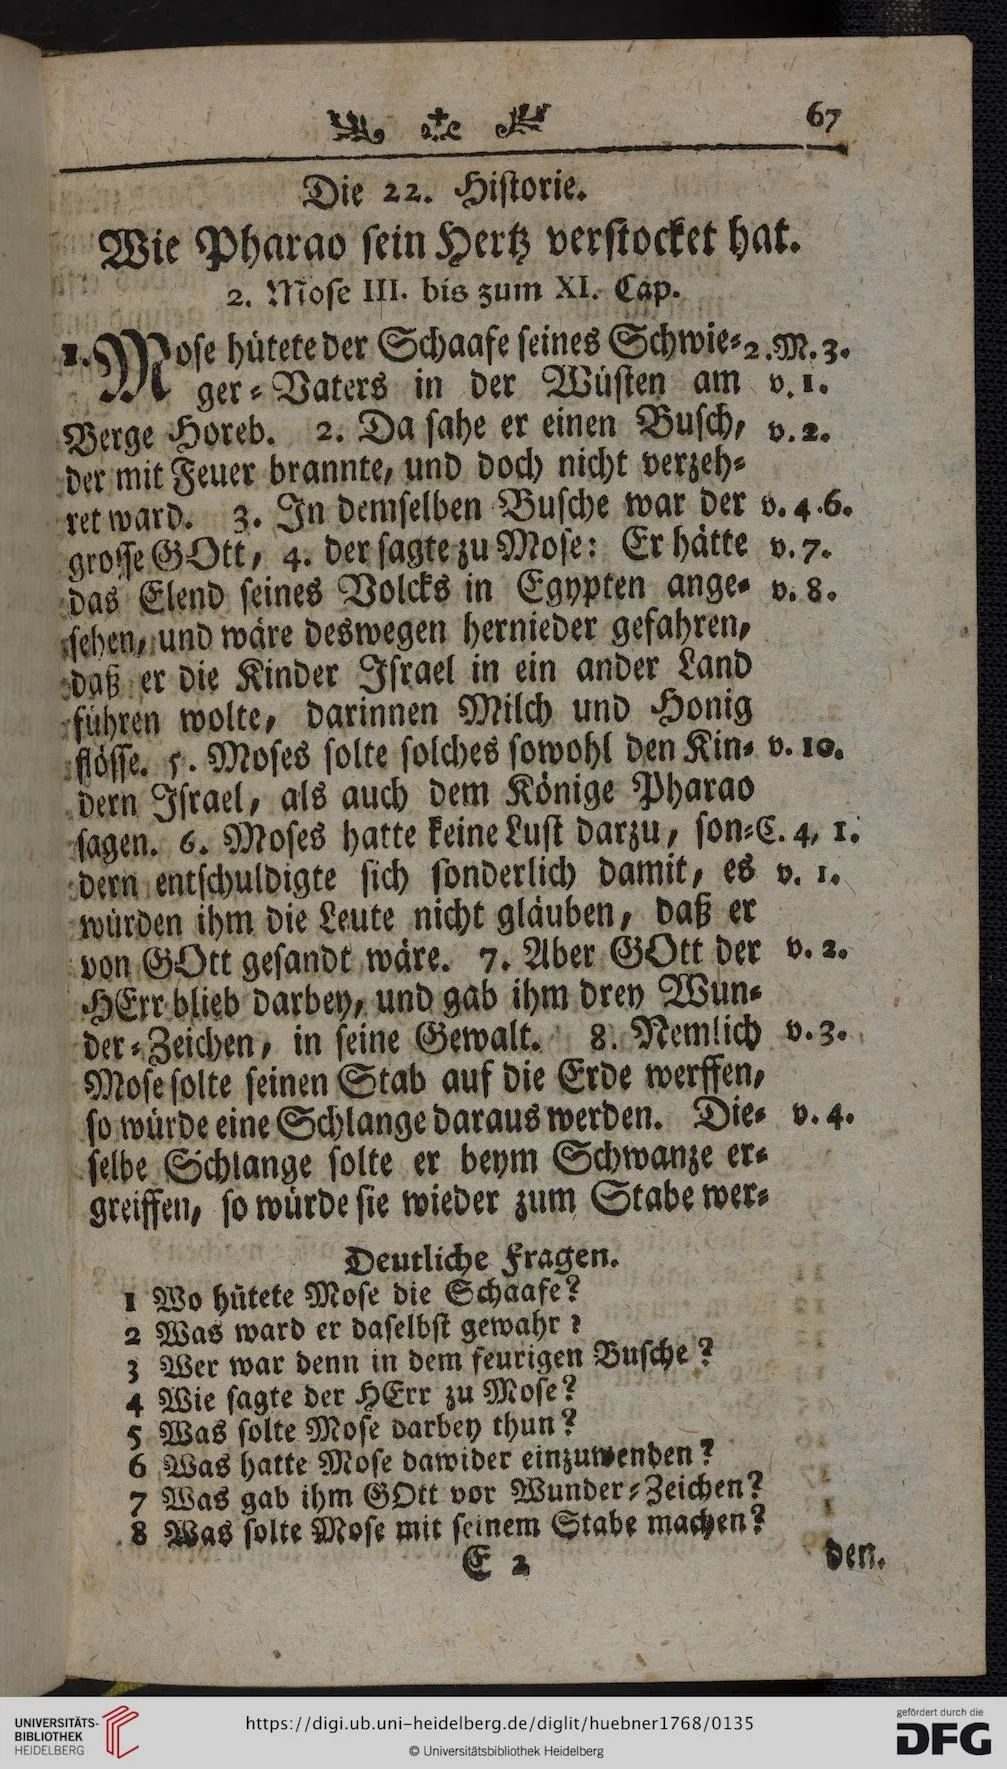 67
Die 22. Historie.
Wie Pharao sein Hertz verstocket hat.
2. Mose III. bis zum XI. Cap.
1. Mose hütete der Schaafe seines Schwie- 2.M.3.
ger-Vaters in der Wüsten am v.1.
Berge Horeb. 2. Da sahe er einen Busch, v.2.
der mit Feuer brannte, und doch nicht verzeh-
ret ward. 3. In demselben Busche war der v.4.6.
grosse GOtt, 4. der sagte zu Mose: Er hätte v.7.
das Elend seines Volcks in Egypten ange- v.8.
sehen, und wäre deswegen hernieder gefahren,
daß er die Kinder Israel in ein ander Land
führen wolte, darinnen Milch und Honig
flösse. 5. Moses solte solches sowohl den Kin- v.10.
dern Israel, als auch dem Könige Pharao
sagen. 6. Moses hatte keine Lust darzu, son- C.4, 1.
dern entschuldigte sich sonderlich damit, es v. 1.
würden ihm die Leute nicht gläuben, daß er
von GOtt gesandt wäre. 7. Aber GOtt der v.2.
HErr blieb darbey, und gab ihm drey Wun-
der-Zeichen, in seine Gewalt. 8. Nemlich v.3.
Mose solte seinen Stab auf die Erde werffen,
so würde eine Schlange daraus werden. Die- v.4.
selbe Schlange solte er beym Schwanze er-
greiffen, so würde sie wieder zum Stabe wer-
Deutliche Fragen.
1 Wo hütete Mose die Schaafe?
2 Was ward er daselbst gewahr?
3 Wer war denn in dem feurigen Busche?
4 Wie sagte der HErr zu Mose?
5 Was solte Mose darbey thun?
6 Was hatte Mose dawider einzuwenden?
7 Was gab ihm GOtt vor Wunder-Zeichen?
8 Was solte Mose mit seinem Stabe machen?
E 2 den.
UNIVERSITÄTS-
BIBLIOTHEK
HEIDELBERG
https://digi.ub.uni-heidelberg.de/diglit/huebner1768/0135
© Universitätsbibliothek Heidelberg
gefördert durch die
DFG